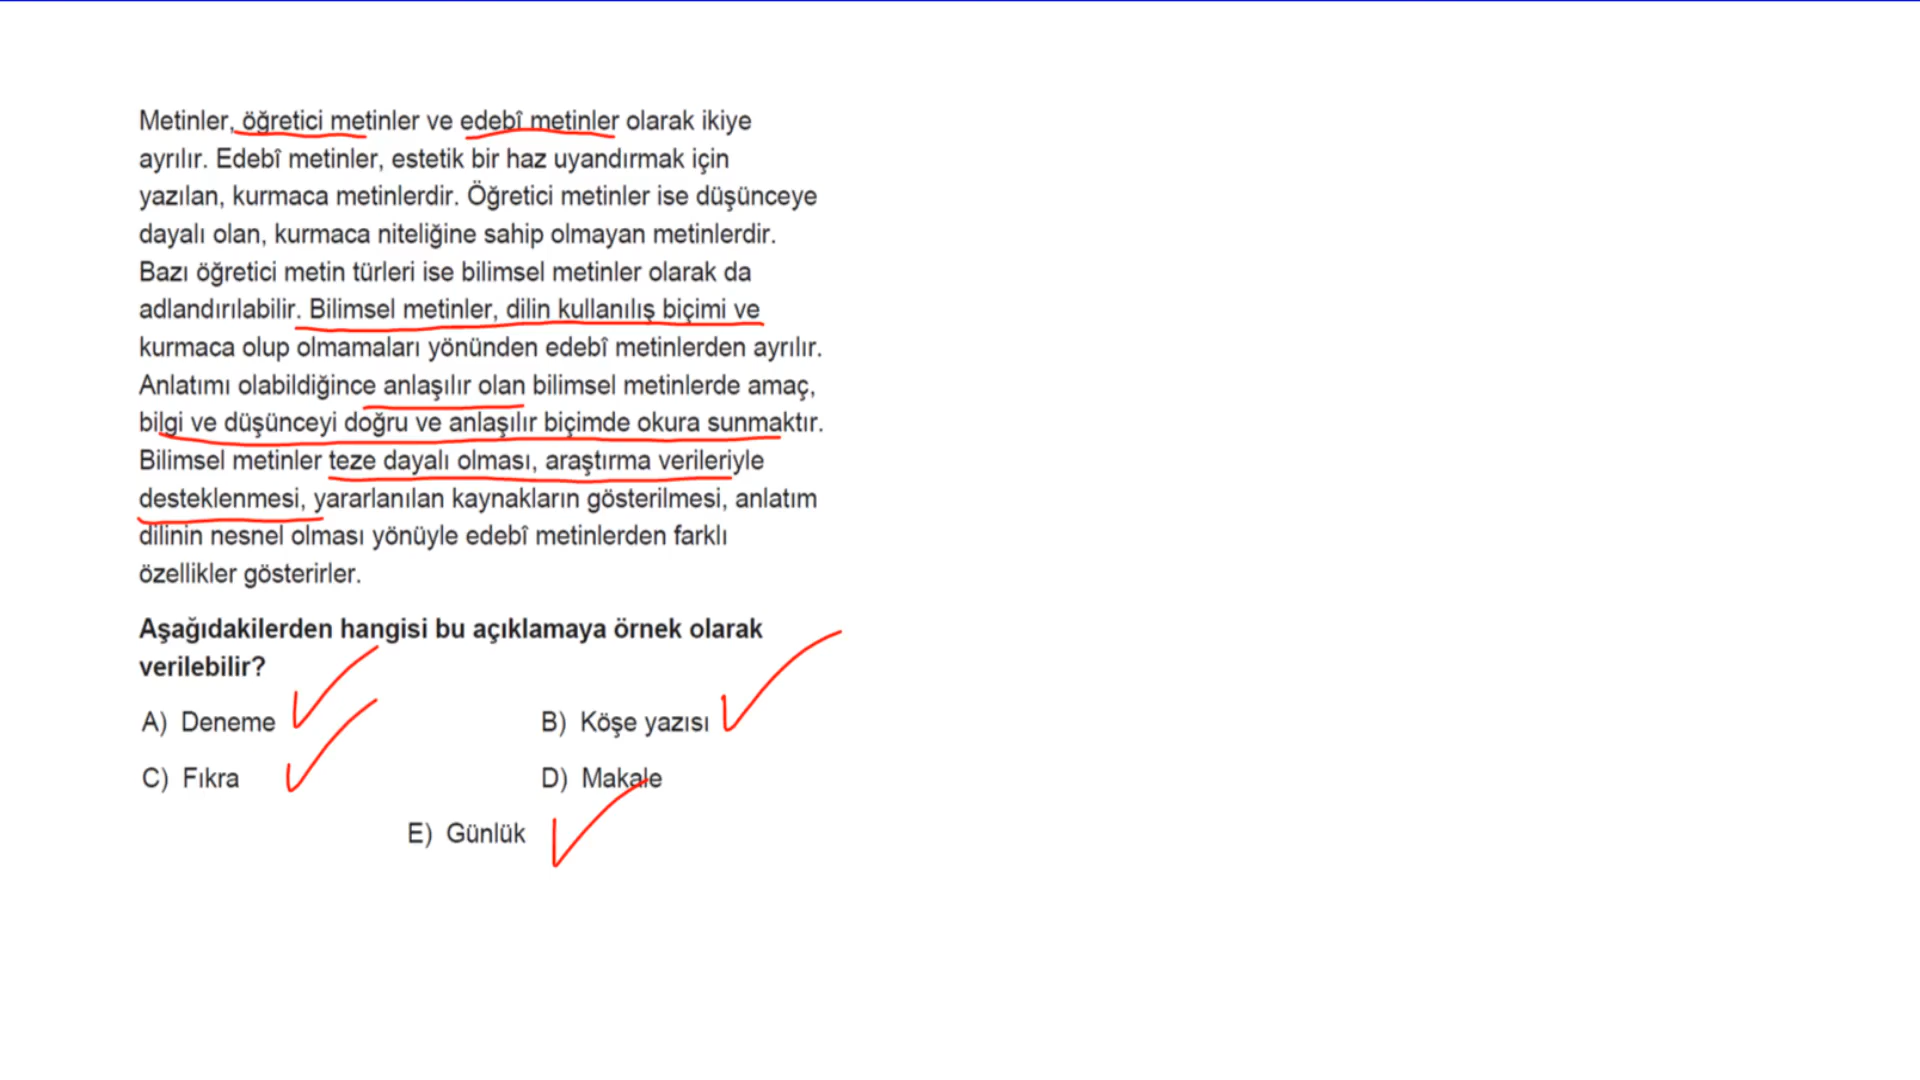 Metinler, öğretici metinler ve edebî metinler olarak ikiye
ayrılır. Edebî metinler, estetik bir haz uyandırmak için
yazılan, kurmaca metinlerdir. Öğretici metinler ise düşünceye
dayalı olan, kurmaca niteliğine sahip olmayan metinlerdir.
Bazı öğretici metin türleri ise bilimsel metinler olarak da
adlandırılabilir. Bilimsel metinler, dilin kullanılış biçimi ve
kurmaca olup olmamaları yönünden edebî metinlerden ayrılır.
Anlatımı olabildiğince anlaşılır olan bilimsel metinlerde amaç,
bilgi ve düşünceyi doğru ve anlaşılır biçimde okura sunmaktır.
Bilimsel metinler teze dayalı olması, araştırma verileriyle
desteklenmesi, yararlanılan kaynakların gösterilmesi, anlatım
dilinin nesnel olması yönüyle edebî metinlerden farklı
özellikler gösterirler.
Aşağıdakilerden hangisi bu açıklamaya örnek olarak
verilebilir?
A) Deneme B) Köşe yazısı
C) Fıkra D) Makale
E) Günlük